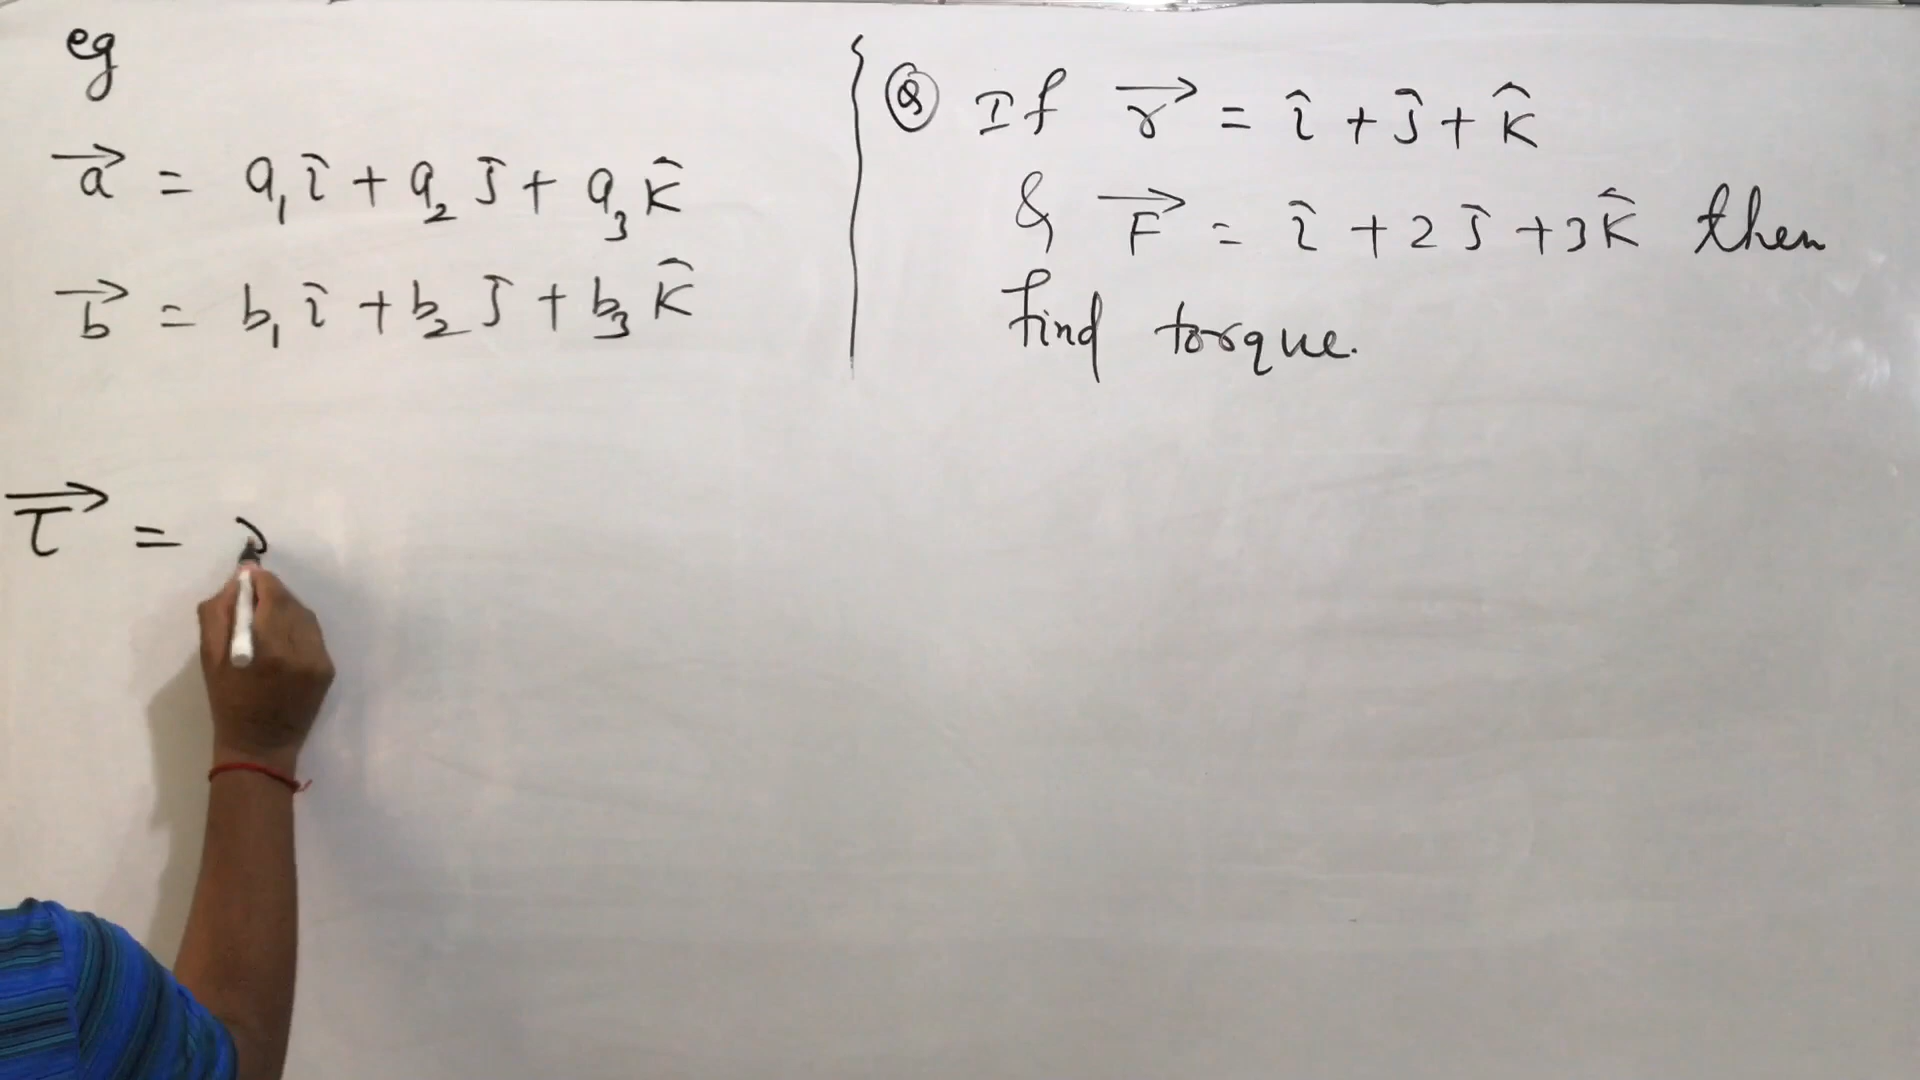 eg
→a = a₁î + a₂ĵ + a₃k̂
→b = b₁î + b₂ĵ + b₃k̂
→τ =
Ⓠ If →r = î + ĵ + k̂
& →F = î + 2ĵ + 3k̂ then
find torque.